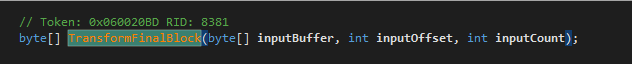 // Token: 0x060020BD RID: 8381
byte[] TransformFinalBlock(byte[] inputBuffer, int inputOffset, int inputCount);